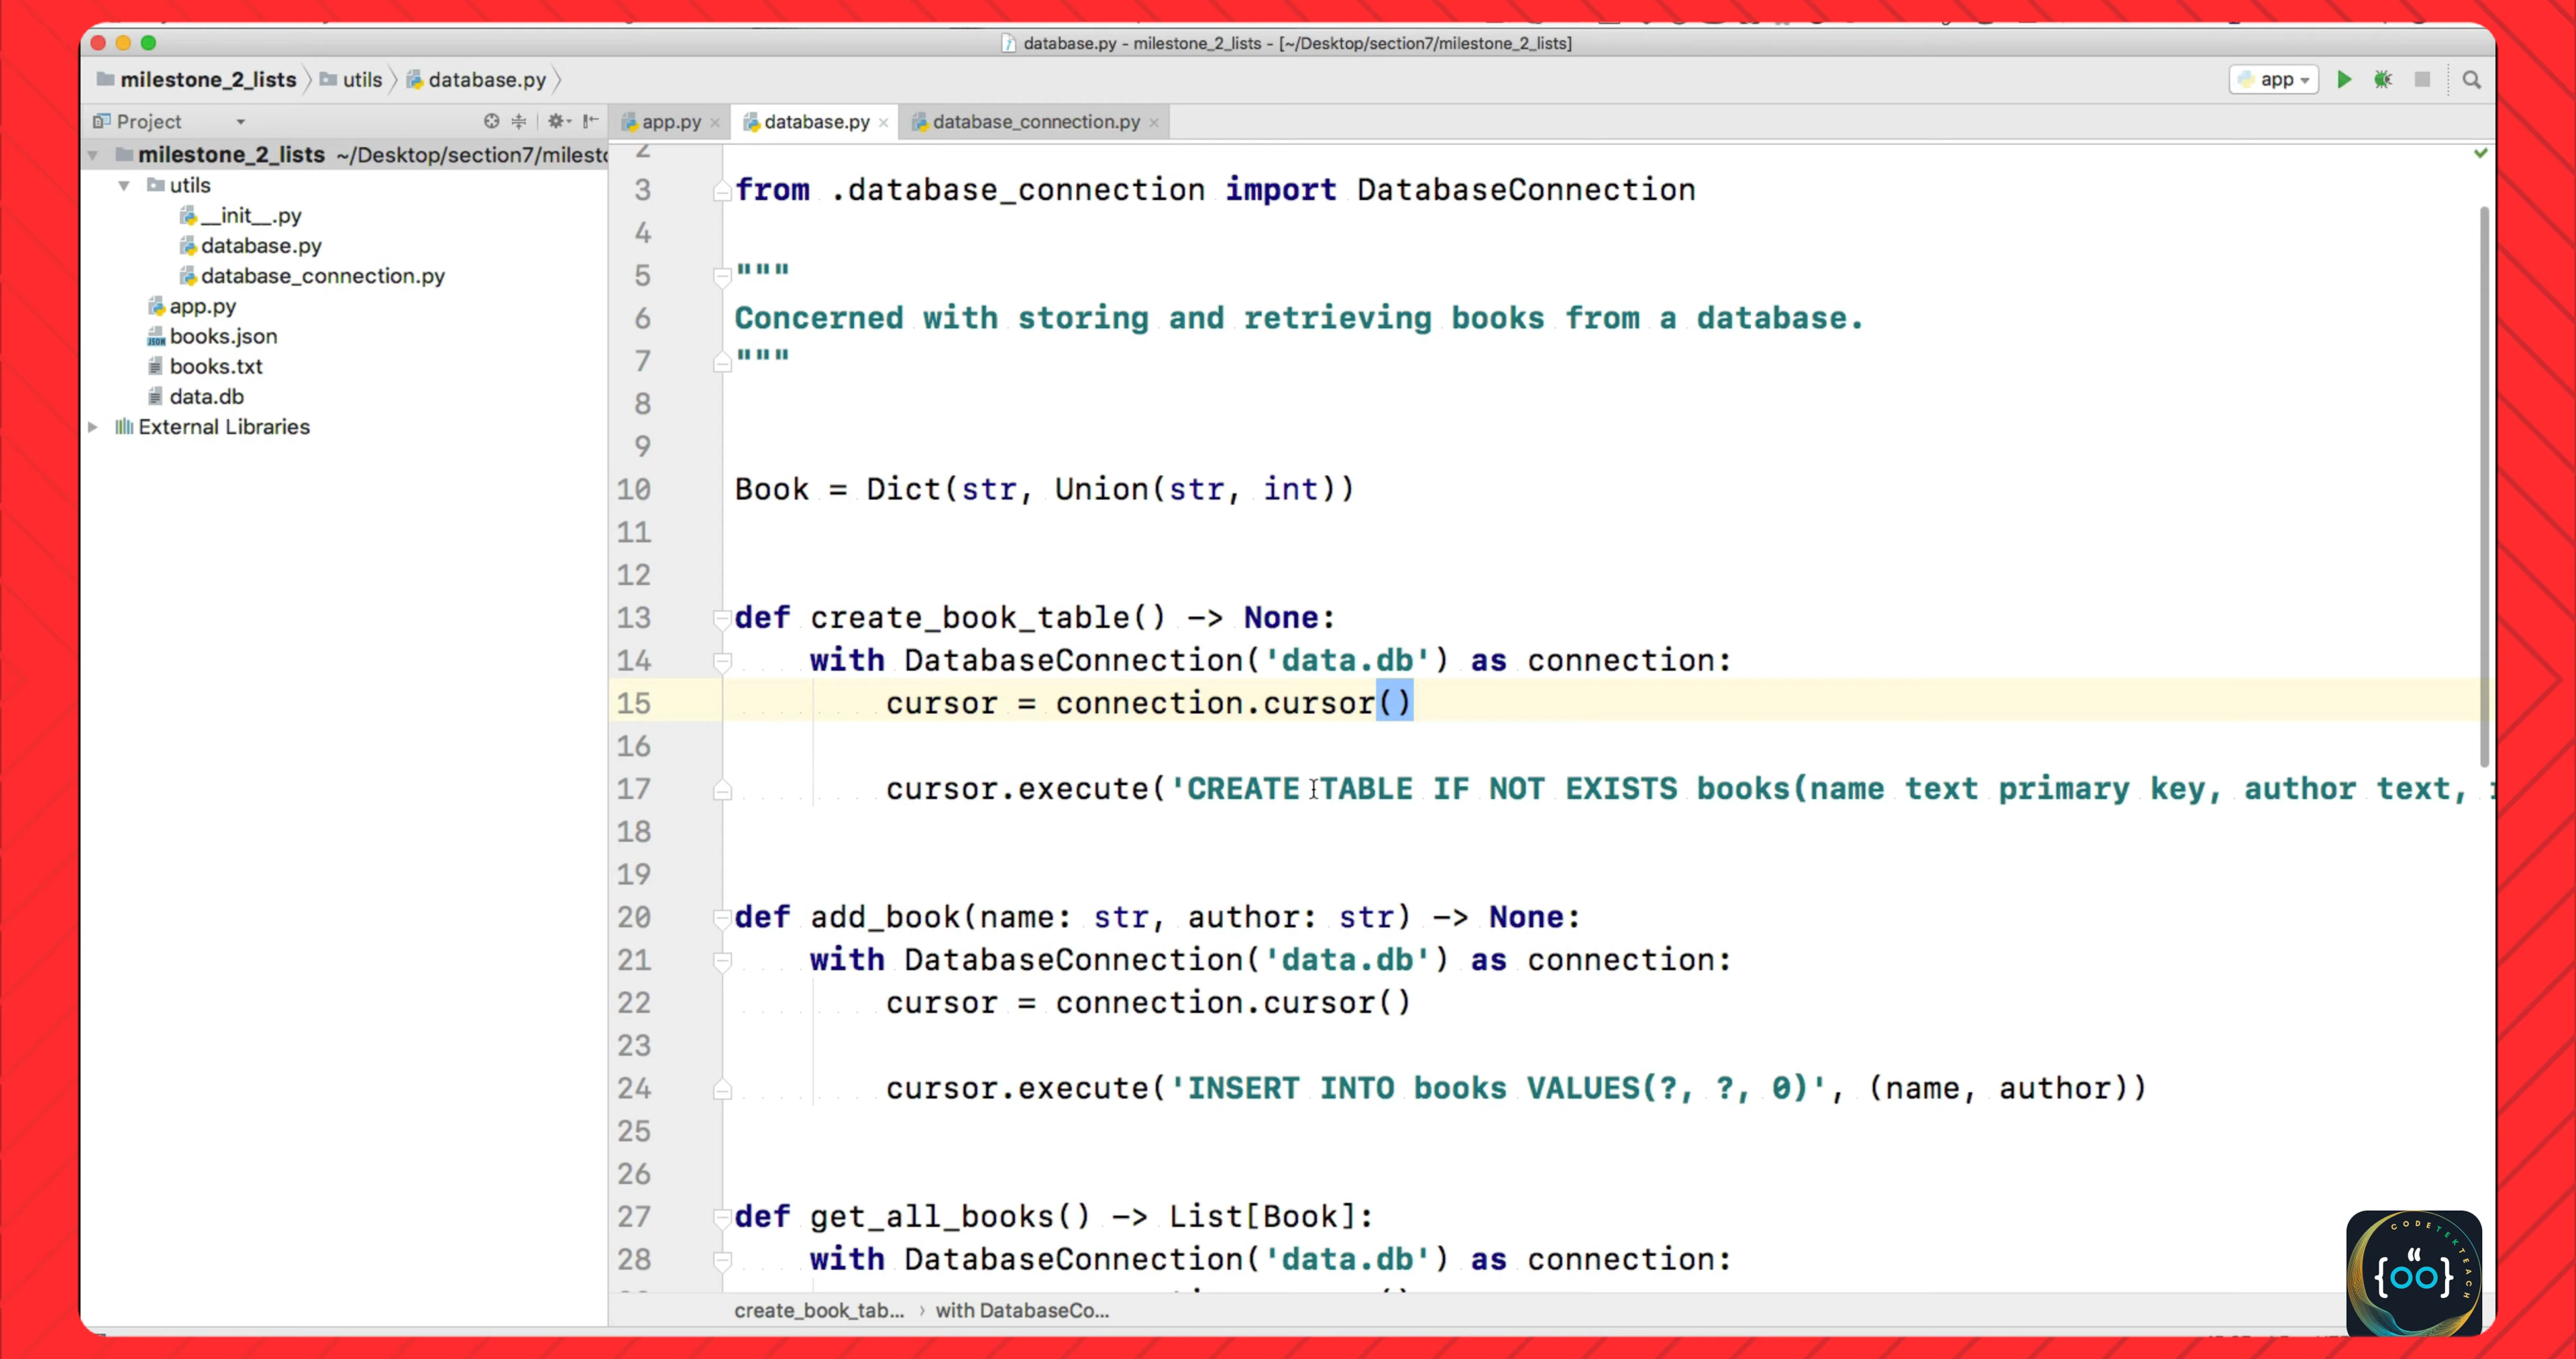 database.py - milestone_2_lists - [~/Desktop/section7/milestone_2_lists]
milestone_2_lists utils database.py
app
Project
app.py
database.py
database_connection.py
milestone_2_lists ~/Desktop/section7/milest
utils
__init__.py
database.py
database_connection.py
app.py
books.json
books.txt
data.db
External Libraries
2
3 from .database_connection import DatabaseConnection
4
5 """
6 Concerned with storing and retrieving books from a database.
7 """
8
9
10 Book = Dict(str, Union(str, int))
11
12
13 def create_book_table() -> None:
14 with DatabaseConnection('data.db') as connection:
15 cursor = connection.cursor()
16
17 cursor.execute('CREATE TABLE IF NOT EXISTS books(name text primary key, author text,
18
19
20 def add_book(name: str, author: str) -> None:
21 with DatabaseConnection('data.db') as connection:
22 cursor = connection.cursor()
23
24 cursor.execute('INSERT INTO books VALUES(?, ?, 0)', (name, author))
25
26
27 def get_all_books() -> List[Book]:
28 with DatabaseConnection('data.db') as connection:
create_book_tab... › with DatabaseCo...
CODETEKTEACH